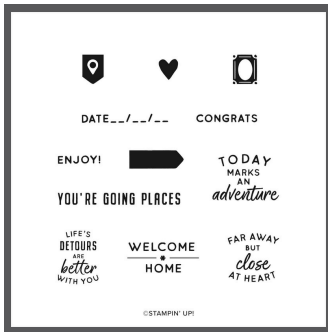 DATE__/__/__
CONGRATS
ENJOY!
TODAY
MARKS
AN
adventure
YOU'RE GOING PLACES
LIFE'S
DETOURS
ARE
better
WITH YOU
WELCOME
HOME
FAR AWAY
BUT
close
AT HEART
©STAMPIN' UP!